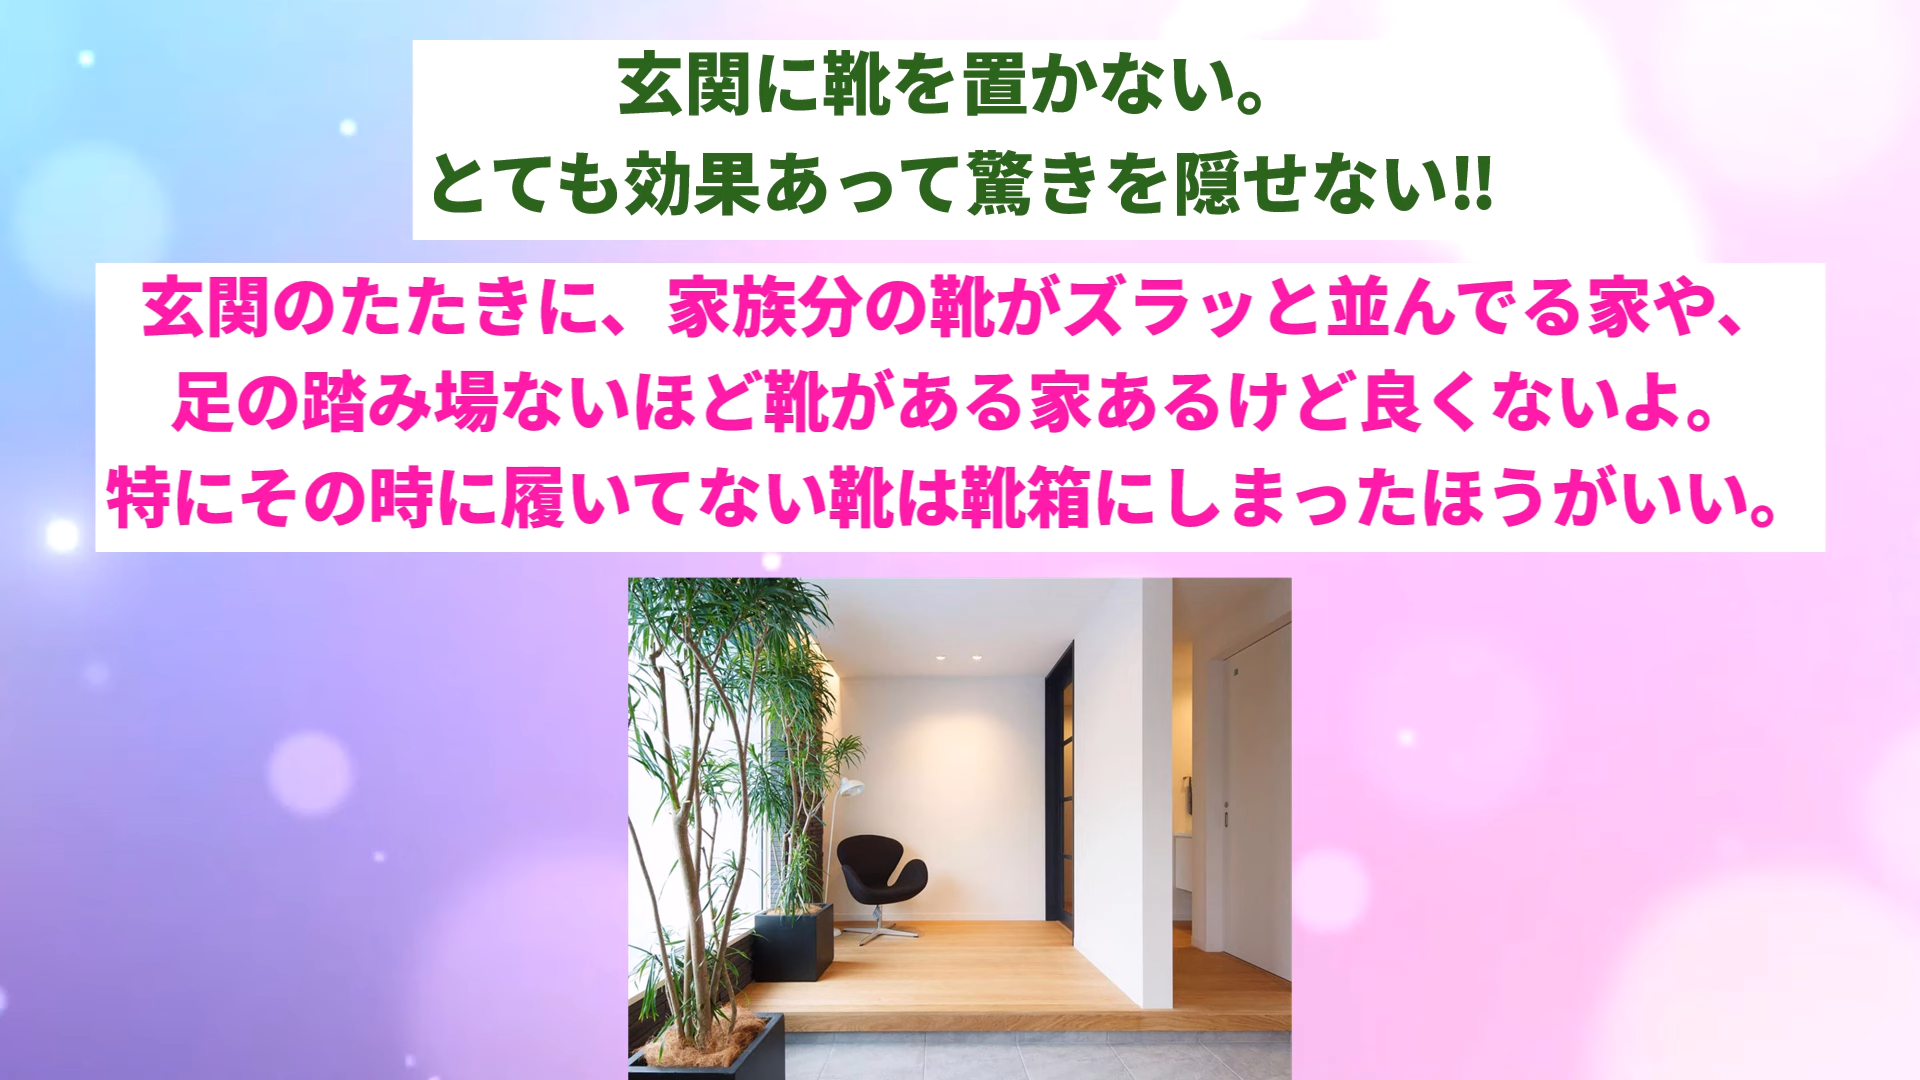 玄関に靴を置かない。
とても効果あって驚きを隠せない!!
玄関のたたきに、家族分の靴がズラッと並んでる家や、
足の踏み場ないほど靴がある家あるけど良くないよ。
特にその時に履いてない靴は靴箱にしまったほうがいい。